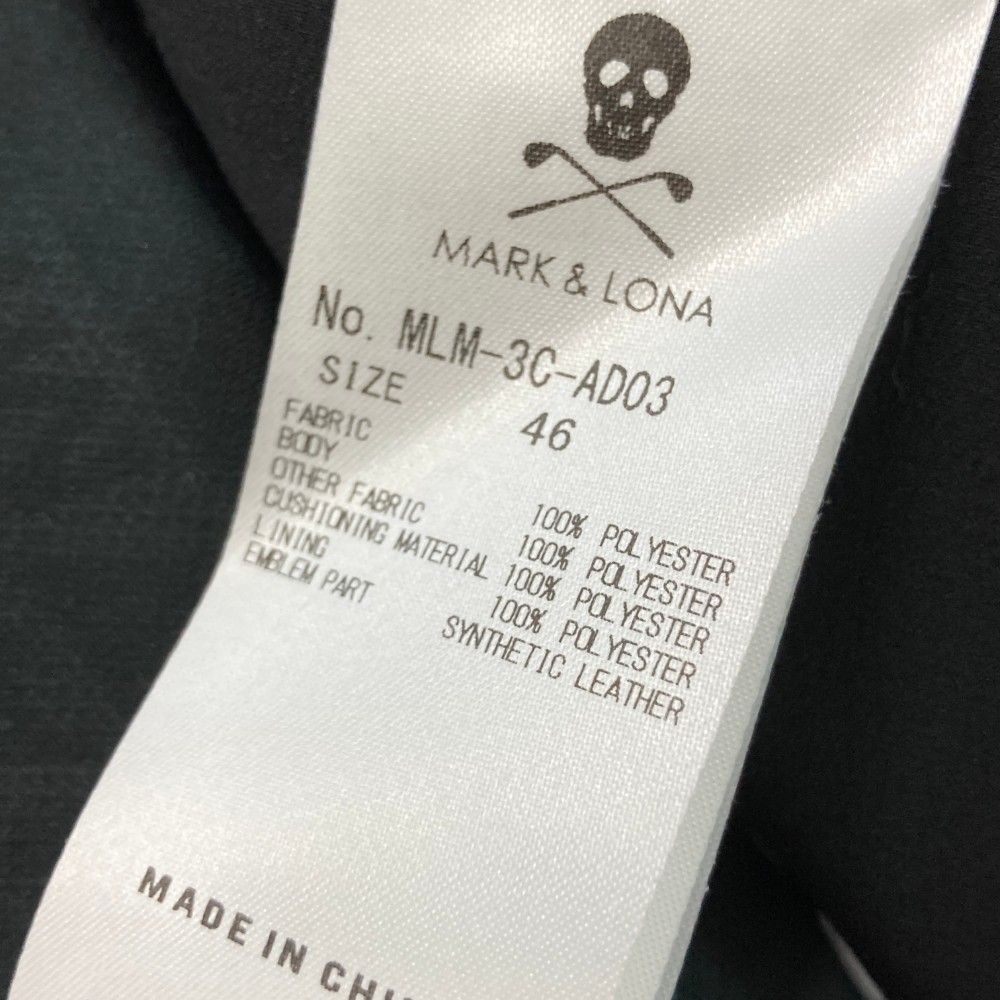 MARK & LONA
No. MLM-3C-AD03
SIZE 46
FABRIC
BODY 100% POLYESTER
OTHER FABRIC 100% POLYESTER
CUSHIONING MATERIAL 100% POLYESTER
LINING 100% POLYESTER
EMBLEM PART SYNTHETIC LEATHER
MADE IN CHI